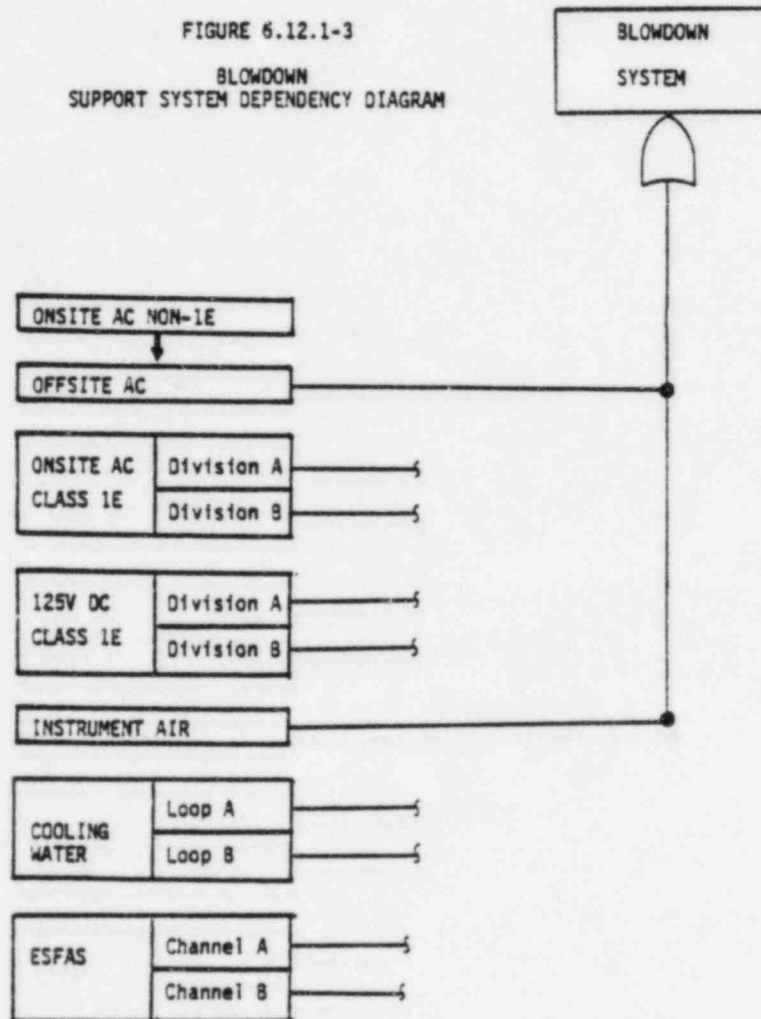 FIGURE 6.12.1-3
BLOWDOWN
SUPPORT SYSTEM DEPENDENCY DIAGRAM
BLOWDOWN
SYSTEM
ONSITE AC NON-1E
OFFSITE AC
ONSITE AC
CLASS 1E
Division A
Division B
125V DC
CLASS 1E
Division A
Division B
INSTRUMENT AIR
COOLING
WATER
Loop A
Loop B
ESFAS
Channel A
Channel B